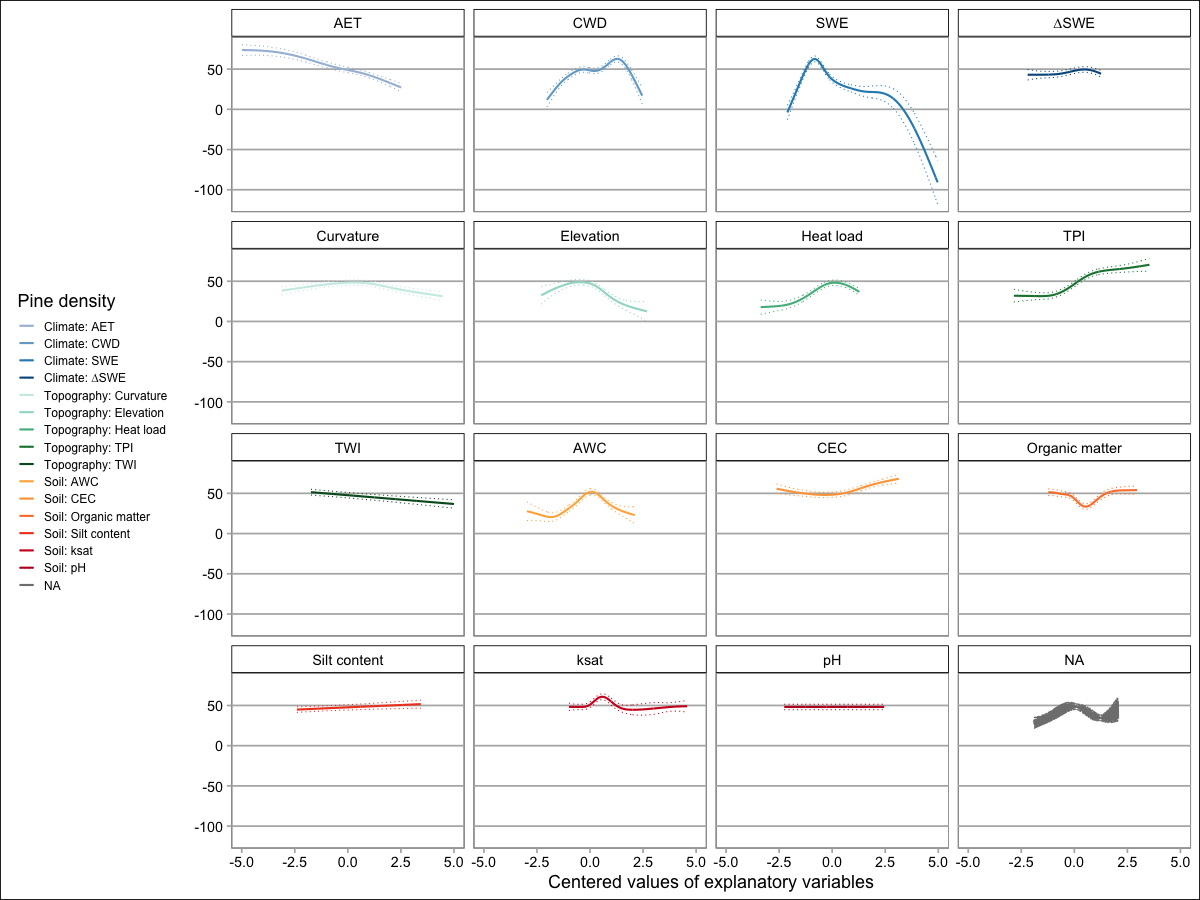 AET
CWD
SWE
ΔSWE
50
0
-50
-100
Curvature
Elevation
Heat load
TPI
50
0
-50
-100
Pine density
Climate: AET
Climate: CWD
Climate: SWE
Climate: ΔSWE
Topography: Curvature
Topography: Elevation
Topography: Heat load
Topography: TPI
Topography: TWI
Soil: AWC
Soil: CEC
Soil: Organic matter
Soil: Silt content
Soil: ksat
Soil: pH
NA
TWI
AWC
CEC
Organic matter
50
0
-50
-100
Silt content
ksat
pH
NA
50
0
-50
-100
-5.0 -2.5 0.0 2.5 5.0
-5.0 -2.5 0.0 2.5 5.0
-5.0 -2.5 0.0 2.5 5.0
-5.0 -2.5 0.0 2.5 5.0
Centered values of explanatory variables